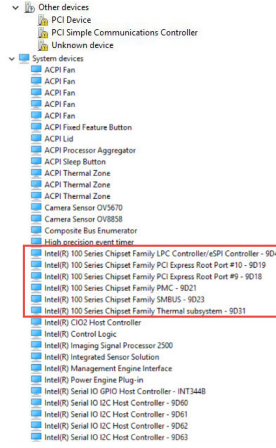 Other devices
PCI Device
PCI Simple Communications Controller
Unknown device
System devices
ACPI Fan
ACPI Fan
ACPI Fan
ACPI Fan
ACPI Fan
ACPI Fixed Feature Button
ACPI Lid
ACPI Processor Aggregator
ACPI Sleep Button
ACPI Thermal Zone
ACPI Thermal Zone
ACPI Thermal Zone
Camera Sensor OV5670
Camera Sensor OV8858
Composite Bus Enumerator
High precision event timer
Intel(R) 100 Series Chipset Family LPC Controller/eSPI Controller - 9D4
Intel(R) 100 Series Chipset Family PCI Express Root Port #10 - 9D19
Intel(R) 100 Series Chipset Family PCI Express Root Port #9 - 9D18
Intel(R) 100 Series Chipset Family PMC - 9D21
Intel(R) 100 Series Chipset Family SMBUS - 9D23
Intel(R) 100 Series Chipset Family Thermal subsystem - 9D31
Intel(R) CIO2 Host Controller
Intel(R) Control Logic
Intel(R) Imaging Signal Processor 2500
Intel(R) Integrated Sensor Solution
Intel(R) Management Engine Interface
Intel(R) Power Engine Plug-in
Intel(R) Serial IO GPIO Host Controller - INT344B
Intel(R) Serial IO I2C Host Controller - 9D60
Intel(R) Serial IO I2C Host Controller - 9D61
Intel(R) Serial IO I2C Host Controller - 9D62
Intel(R) Serial IO I2C Host Controller - 9D63